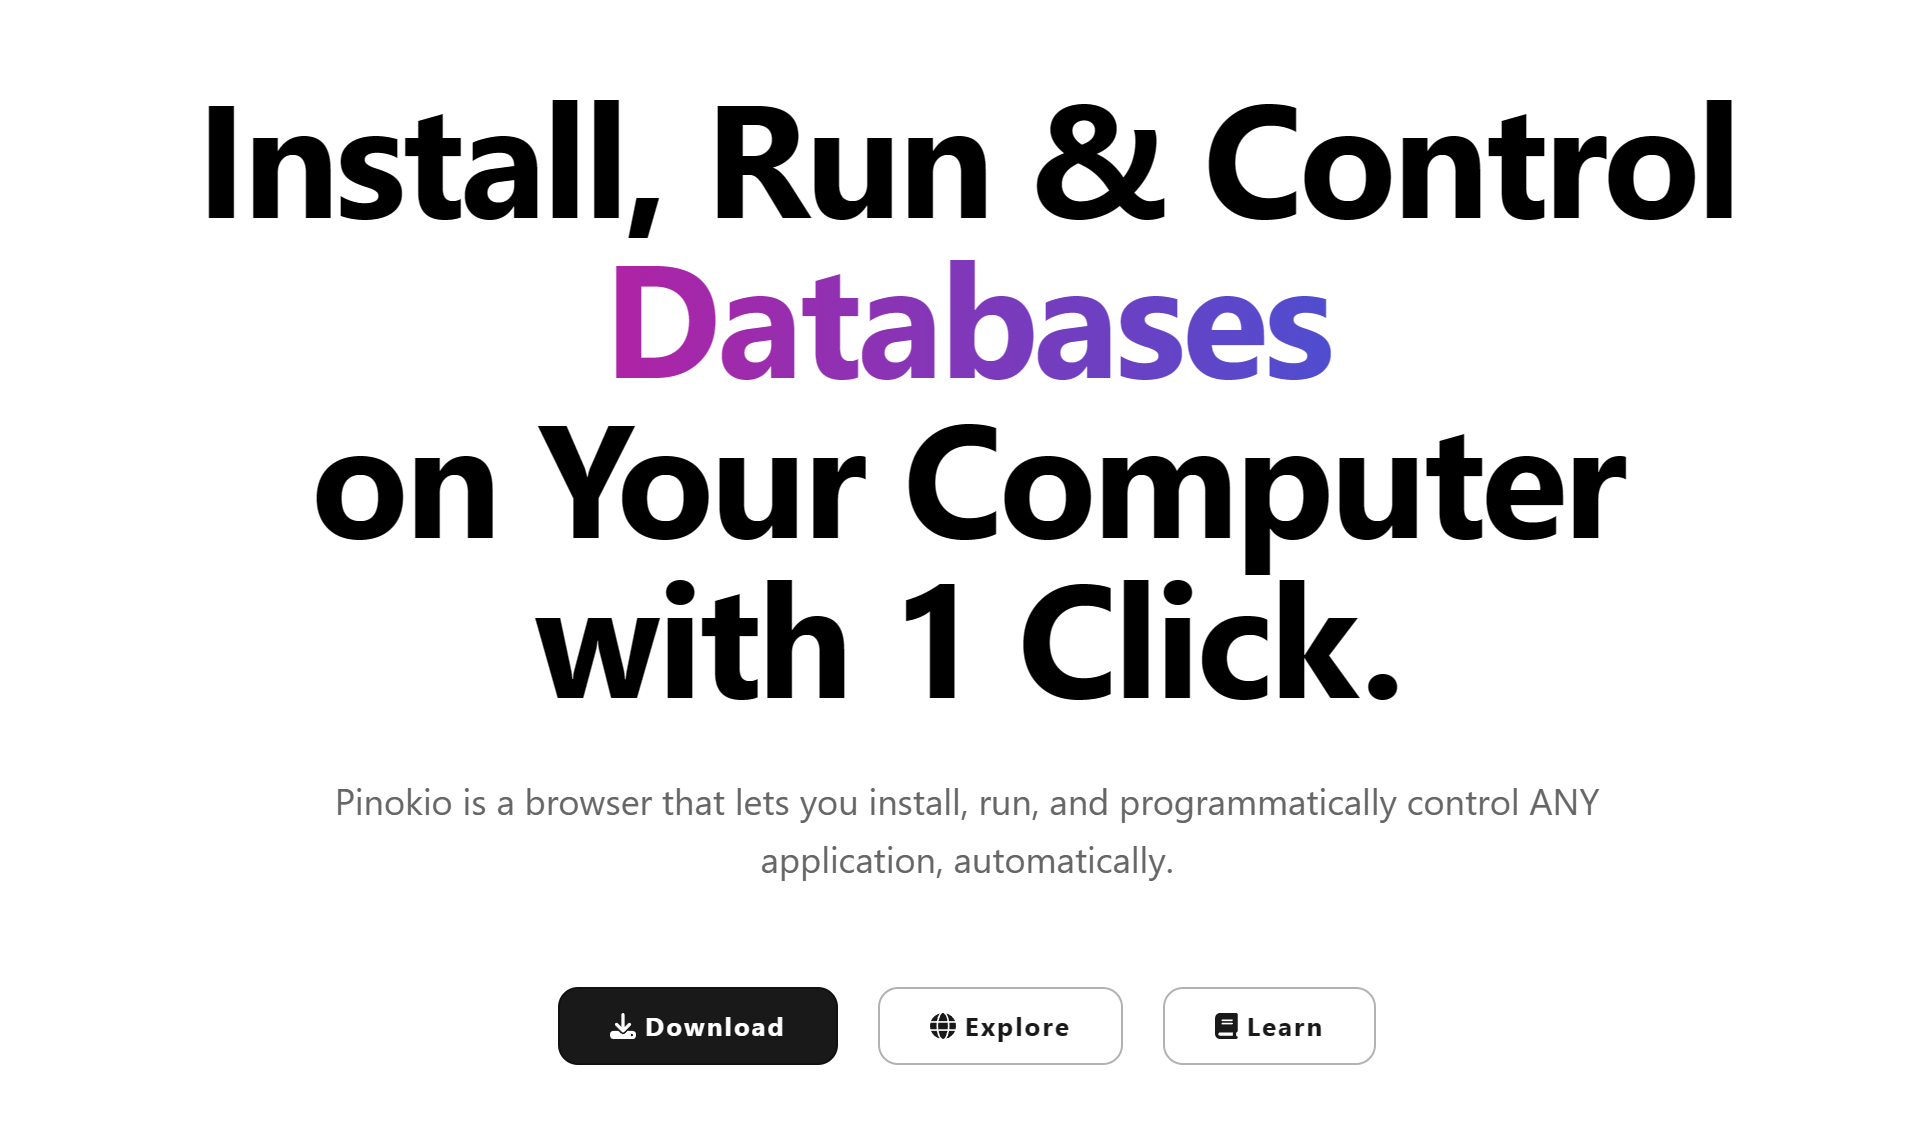 Install, Run & Control
Databases
on Your Computer
with 1 Click.
Pinokio is a browser that lets you install, run, and programmatically control ANY
application, automatically.
Download
Explore
Learn